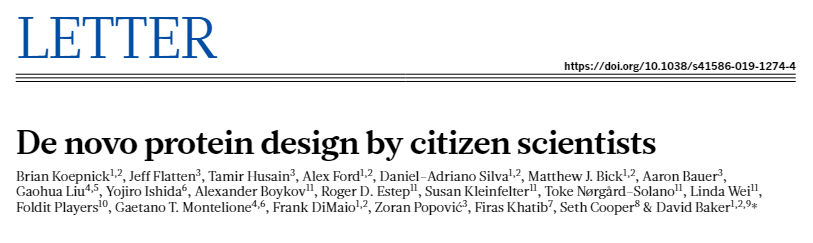 LETTER
https://doi.org/10.1038/s41586-019-1274-4
De novo protein design by citizen scientists
Brian Koepnick1,2, Jeff Flatten3, Tamir Husain3, Alex Ford1,2, Daniel-Adriano Silva1,2, Matthew J. Bick1,2, Aaron Bauer3,
Gaohua Liu4,5, Yojiro Ishida6, Alexander Boykov11, Roger D. Estep11, Susan Kleinfelter11, Toke Nørgård-Solano11, Linda Wei11,
Foldit Players10, Gaetano T. Montelione4,6, Frank DiMaio1,2, Zoran Popović3, Firas Khatib7, Seth Cooper8 & David Baker1,2,9*